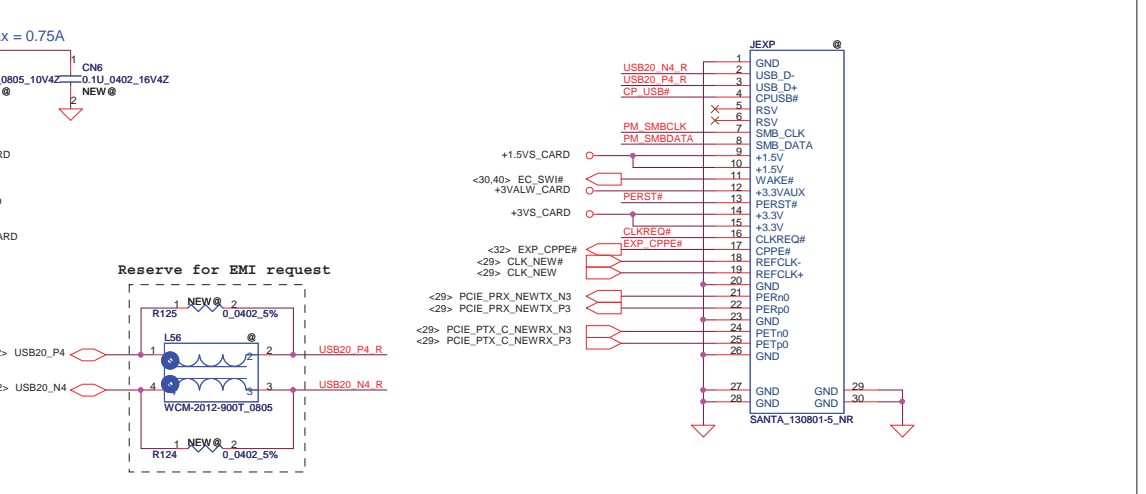 x = 0.75A
1
CN6
0805_10V4Z
0.1U_0402_16V4Z
@
NEW@
2
RD
ARD
Reserve for EMI request
1 NEW@ 2
R125 0_0402_5%
L56 @
2> USB20_P4 1 2 2 USB20_P4_R
2> USB20_N4 4 3 3 USB20_N4_R
WCM-2012-900T_0805
1 NEW@ 2
R124 0_0402_5%
JEXP @
1 GND
USB20_N4_R 2 USB_D-
USB20_P4_R 3 USB_D+
CP_USB# 4 CPUSB#
5 RSV
6 RSV
PM_SMBCLK 7 SMB_CLK
PM_SMBDATA 8 SMB_DATA
+1.5VS_CARD 9 +1.5V
10 +1.5V
<30,40> EC_SWI# 11 WAKE#
+3VALW_CARD 12 +3.3VAUX
PERST# 13 PERST#
+3VS_CARD 14 +3.3V
15 +3.3V
CLKREQ# 16 CLKREQ#
<32> EXP_CPPE# EXP_CPPE# 17 CPPE#
<29> CLK_NEW# 18 REFCLK-
<29> CLK_NEW 19 REFCLK+
20 GND
<29> PCIE_PRX_NEWTX_N3 21 PERn0
<29> PCIE_PRX_NEWTX_P3 22 PERp0
23 GND
<29> PCIE_PTX_C_NEWRX_N3 24 PETn0
<29> PCIE_PTX_C_NEWRX_P3 25 PETp0
26 GND
27 GND GND 29
28 GND GND 30
SANTA_130801-5_NR